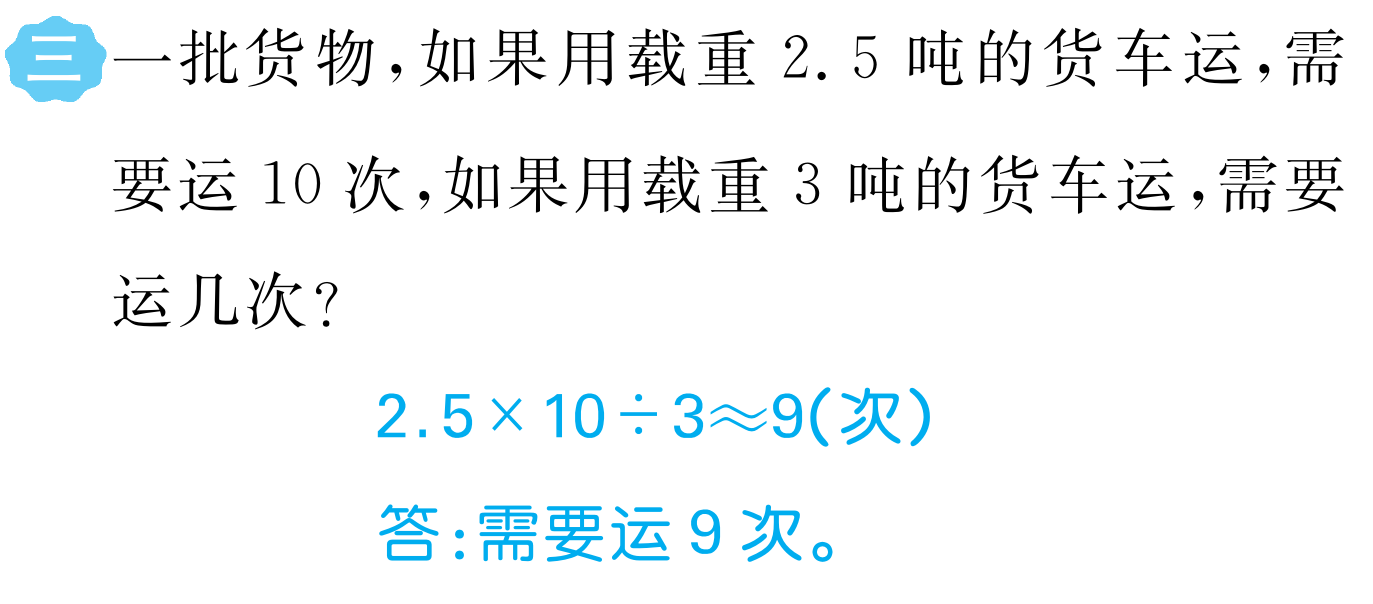 三 一批货物,如果用载重 2.5 吨的货车运,需
要运 10 次,如果用载重 3 吨的货车运,需要
运几次?
2.5×10÷3≈9(次)
答:需要运 9 次。